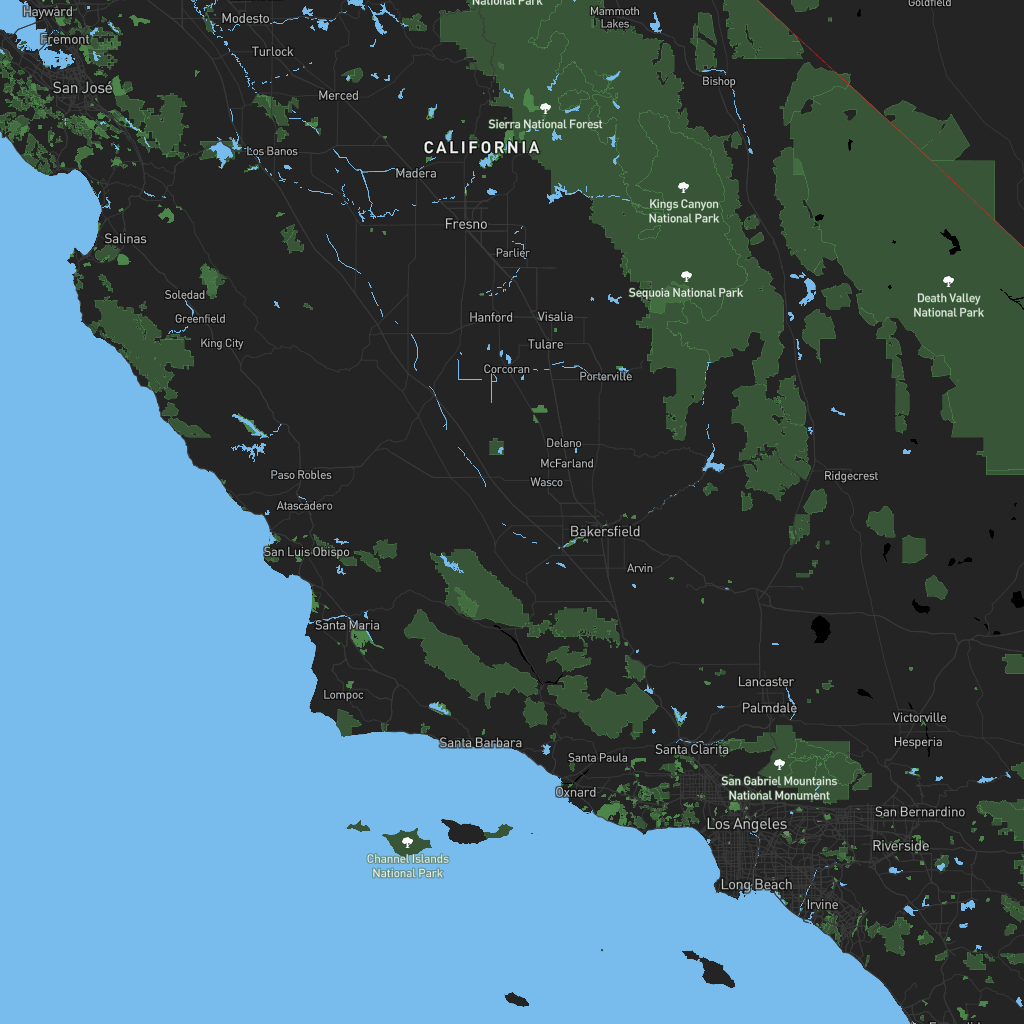 National Park
Mammoth
Lakes
Goldfield
Hayward
Modesto
Fremont
Turlock
San José
Merced
Bishop
Sierra National Forest
CALIFORNIA
Los Banos
Madera
Kings Canyon
National Park
Fresno
Salinas
Parlier
Sequoia National Park
Soledad
Death Valley
National Park
Greenfield
Hanford
Visalia
King City
Tulare
Corcoran
Porterville
Delano
McFarland
Paso Robles
Wasco
Ridgecrest
Atascadero
Bakersfield
San Luis Obispo
Arvin
Santa Maria
Lancaster
Lompoc
Palmdale
Victorville
Santa Barbara
Santa Clarita
Hesperia
Santa Paula
San Gabriel Mountains
National Monument
Oxnard
Los Angeles
San Bernardino
Riverside
Channel Islands
National Park
Long Beach
Irvine